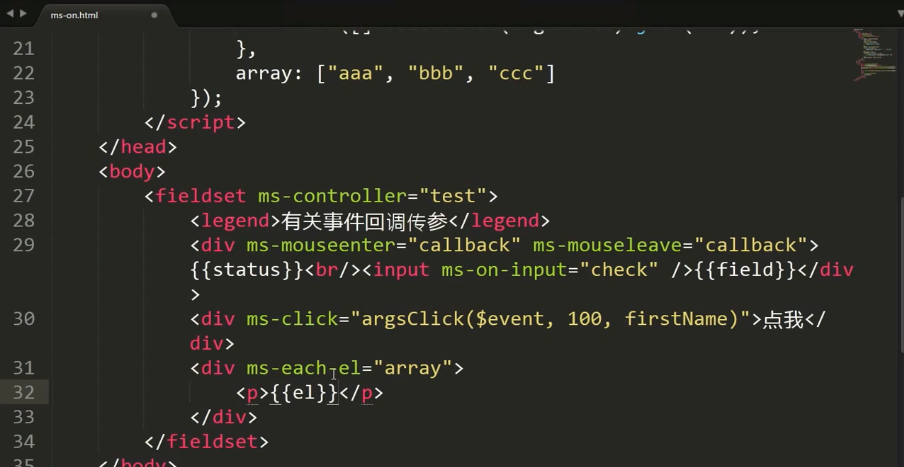 ms-on.html
21 },
22 array: ["aaa", "bbb", "ccc"]
23 });
24 </script>
25 </head>
26 <body>
27 <fieldset ms-controller="test">
28 <legend>有关事件回调传参</legend>
29 <div ms-mouseenter="callback" ms-mouseleave="callback">
{{status}}<br/><input ms-on-input="check" />{{field}}</div
>
30 <div ms-click="argsClick($event, 100, firstName)">点我</
div>
31 <div ms-each-el="array">
32 <p>{{el}}</p>
33 </div>
34 </fieldset>
35 </body>